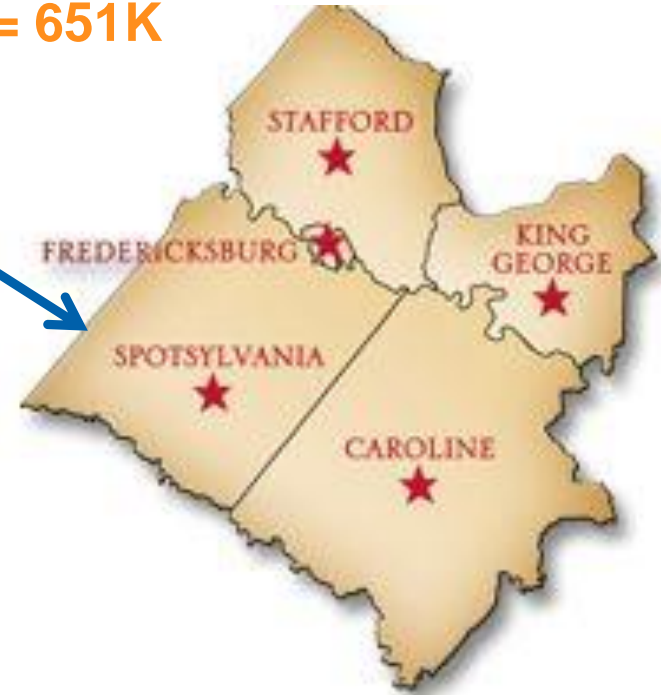 = 651K
STAFFORD
FREDERICKSBURG
KING
GEORGE
SPOTSYLVANIA
CAROLINE